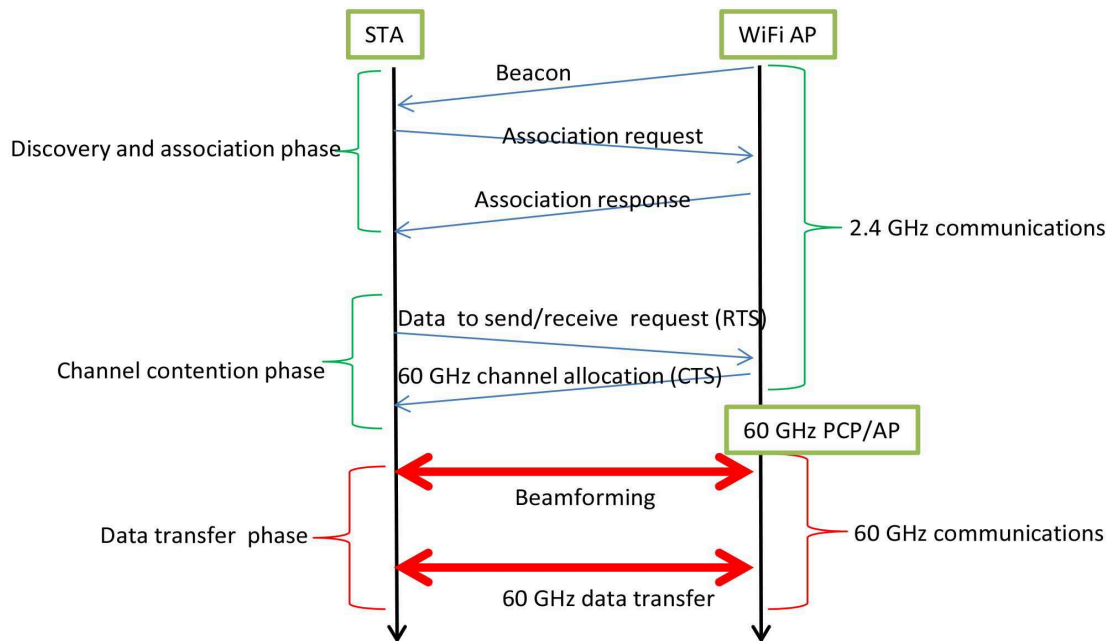 STA
WiFi AP
Beacon
Association request
Discovery and association phase
Association response
2.4 GHz communications
Data to send/receive request (RTS)
Channel contention phase
60 GHz channel allocation (CTS)
60 GHz PCP/AP
Beamforming
Data transfer phase
60 GHz communications
60 GHz data transfer